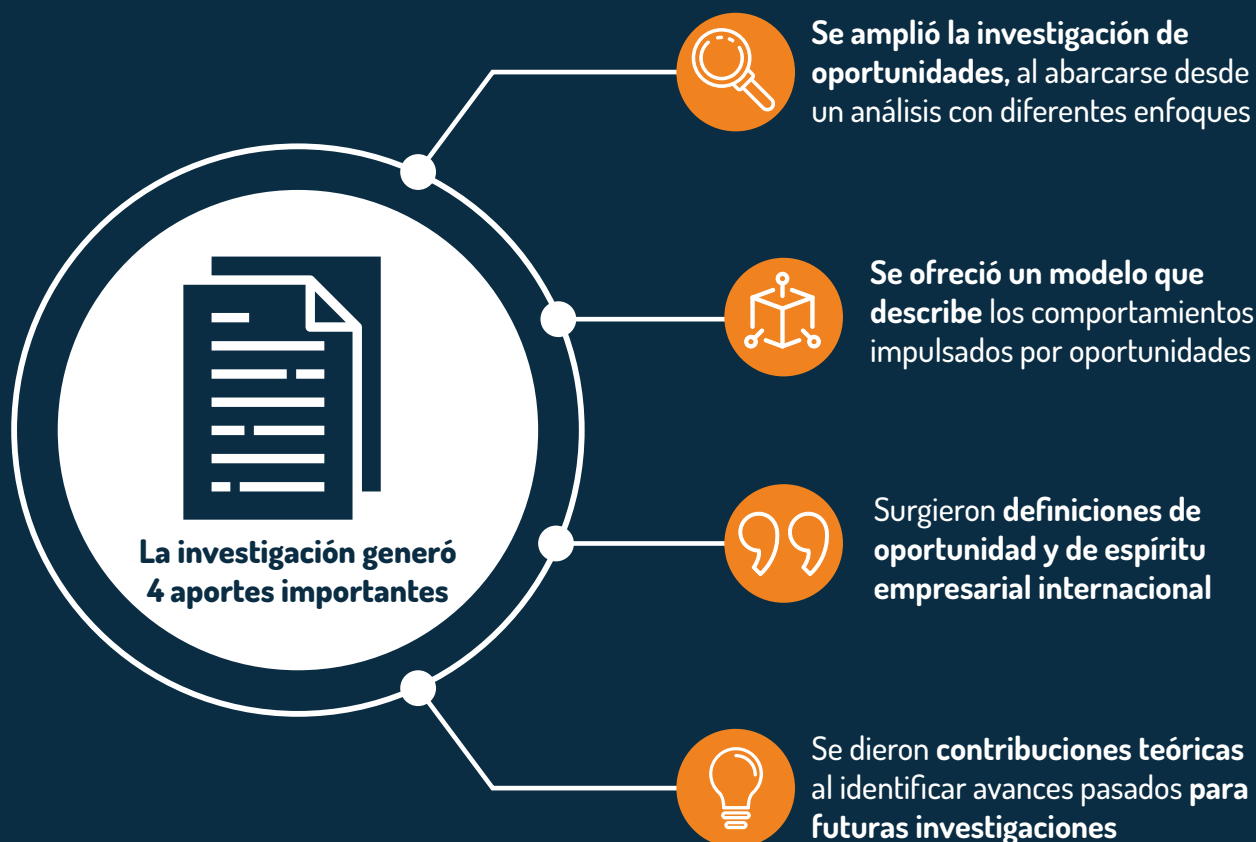 Se amplió la investigación de
oportunidades, al abarcarse desde
un análisis con diferentes enfoques
Se ofreció un modelo que
describe los comportamientos
impulsados por oportunidades
La investigación generó
4 aportes importantes
Surgieron definiciones de
oportunidad y de espíritu
empresarial internacional
Se dieron contribuciones teóricas
al identificar avances pasados para
futuras investigaciones